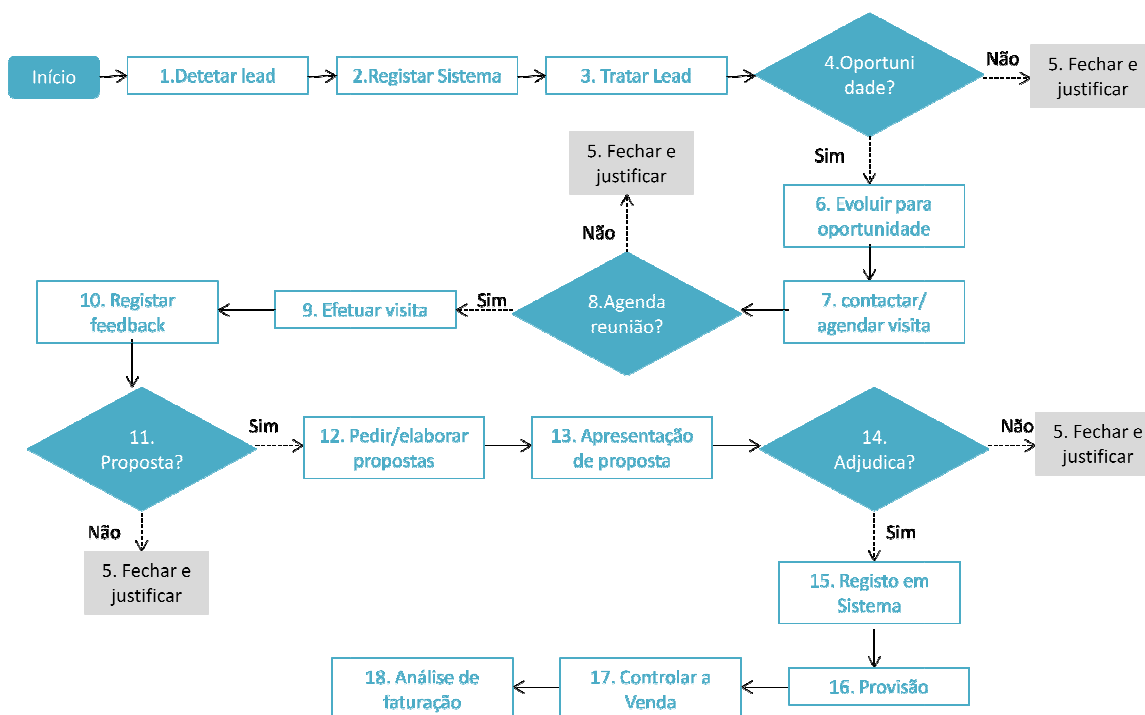 Início
1.Detetar lead
2.Registar Sistema
3. Tratar Lead
4.Oportuni
dade?
Não
5. Fechar e
justificar
Sim
5. Fechar e
justificar
6. Evoluir para
oportunidade
Não
10. Registar
feedback
9. Efetuar visita
Sim
8.Agenda
reunião?
7. contactar/
agendar visita
11.
Proposta?
Sim
12. Pedir/elaborar
propostas
13. Apresentação
de proposta
14.
Adjudica?
Não
5. Fechar e
justificar
Não
5. Fechar e
justificar
Sim
15. Registo em
Sistema
18. Análise de
faturação
17. Controlar a
Venda
16. Provisão